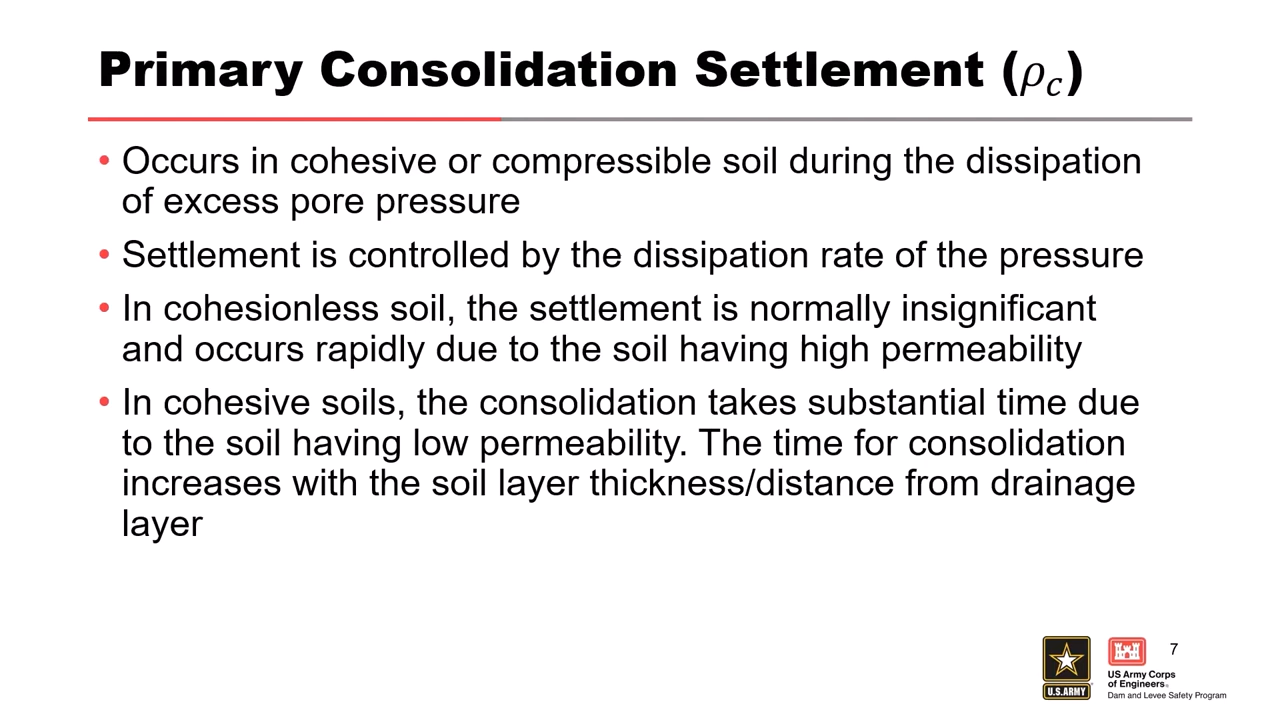 Primary Consolidation Settlement (ρc)
• Occurs in cohesive or compressible soil during the dissipation
of excess pore pressure
• Settlement is controlled by the dissipation rate of the pressure
• In cohesionless soil, the settlement is normally insignificant
and occurs rapidly due to the soil having high permeability
• In cohesive soils, the consolidation takes substantial time due
to the soil having low permeability. The time for consolidation
increases with the soil layer thickness/distance from drainage
layer
U.S.ARMY
US Army Corps
of Engineers®
Dam and Levee Safety Program
7